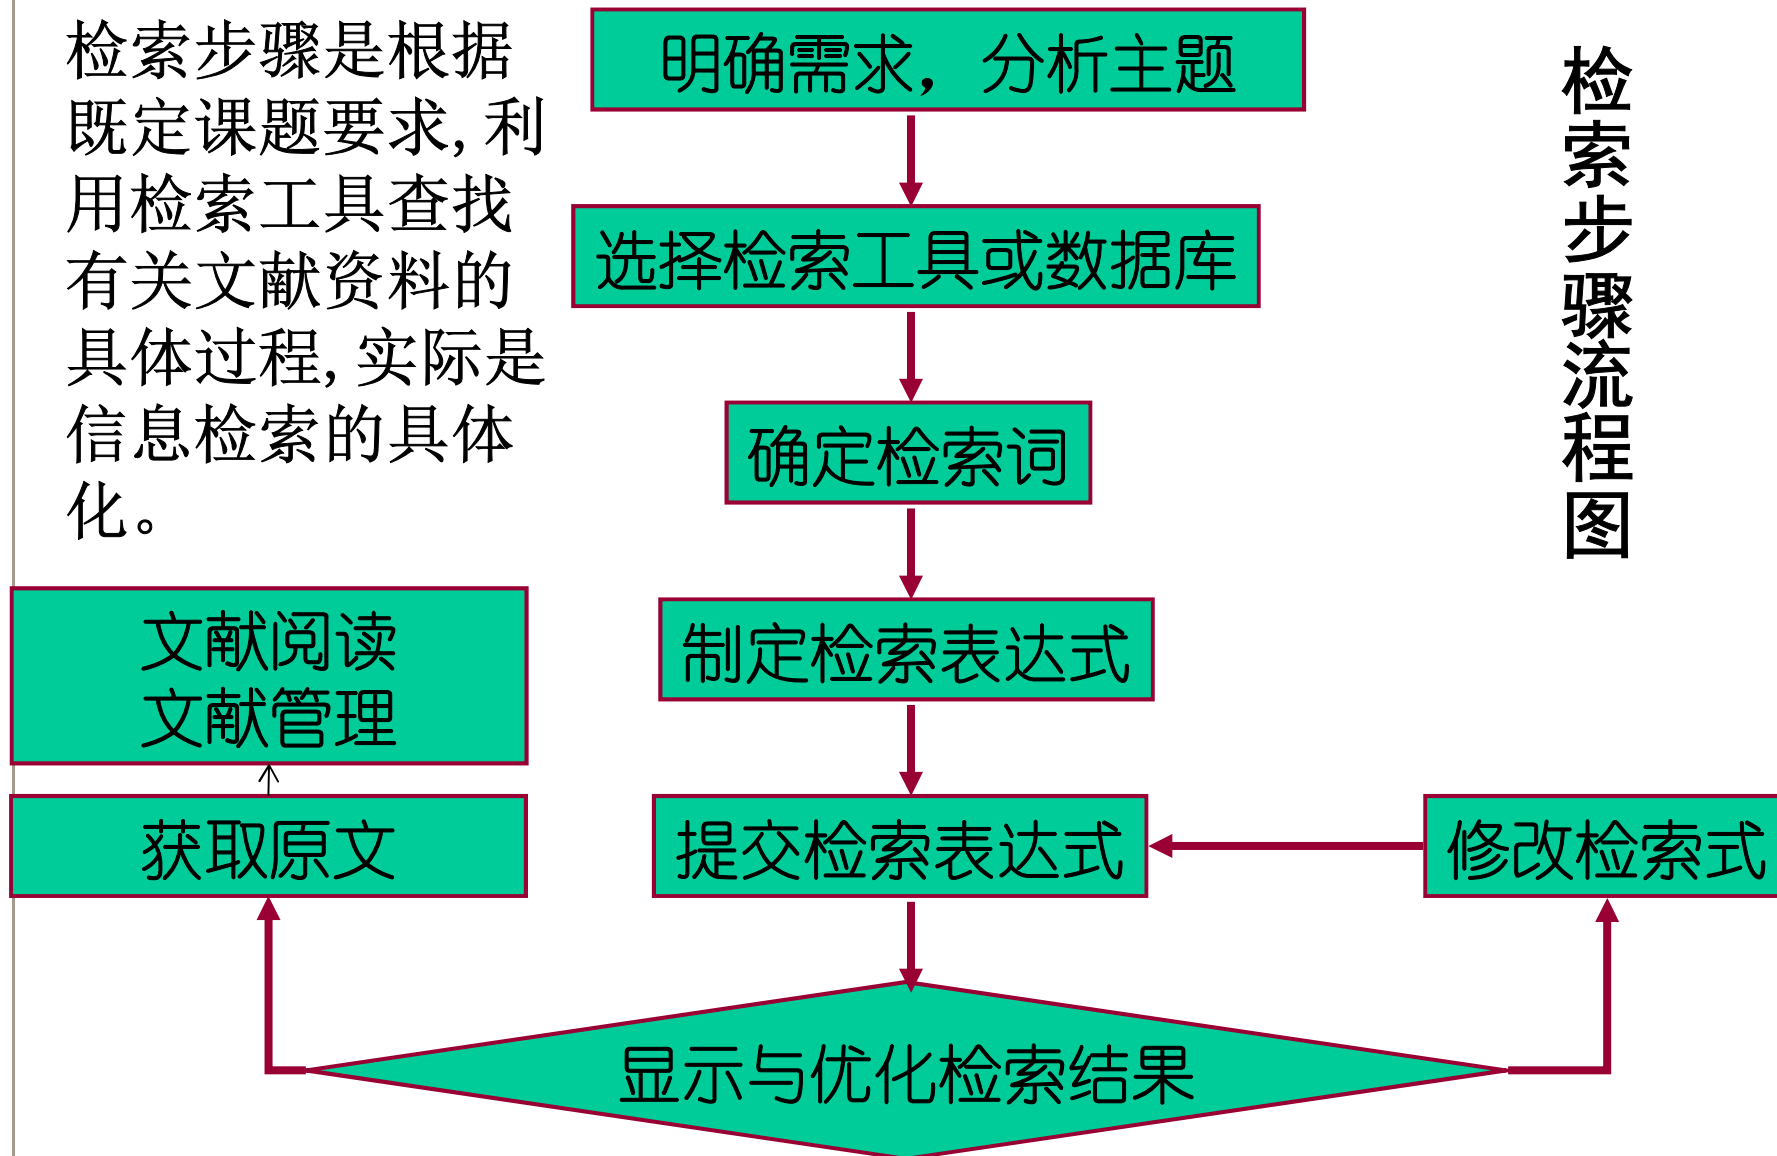 检索步骤是根据
既定课题要求,利
用检索工具查找
有关文献资料的
具体过程,实际是
信息检索的具体
化。
检索步骤流程图
明确需求，分析主题
选择检索工具或数据库
确定检索词
制定检索表达式
提交检索表达式
修改检索式
显示与优化检索结果
获取原文
文献阅读
文献管理